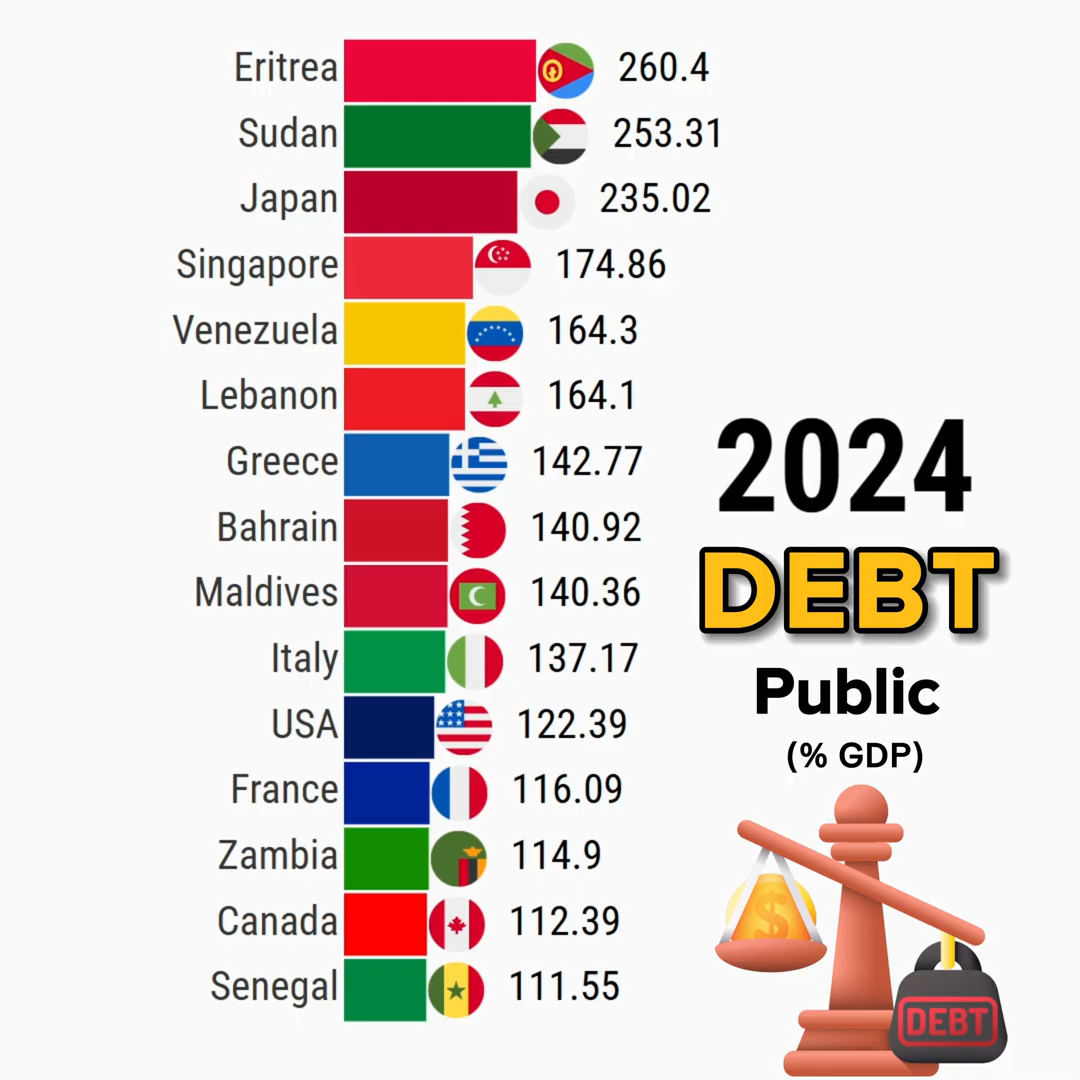 Eritrea 260.4
Sudan 253.31
Japan 235.02
Singapore 174.86
Venezuela 164.3
Lebanon 164.1
Greece 142.77
Bahrain 140.92
Maldives 140.36
Italy 137.17
USA 122.39
France 116.09
Zambia 114.9
Canada 112.39
Senegal 111.55
2024
DEBT
Public
(% GDP)
$
DEBT